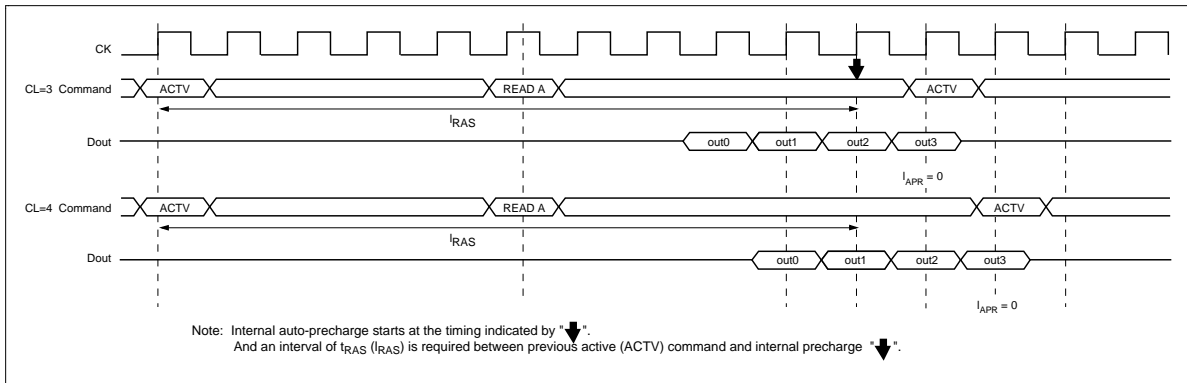 CK
CL=3 Command ACTV READ A ACTV
lRAS
Dout out0 out1 out2 out3
lAPR = 0
CL=4 Command ACTV READ A ACTV
lRAS
Dout out0 out1 out2 out3
lAPR = 0
Note: Internal auto-precharge starts at the timing indicated by " ".
And an interval of tRAS (lRAS) is required between previous active (ACTV) command and internal precharge " ".